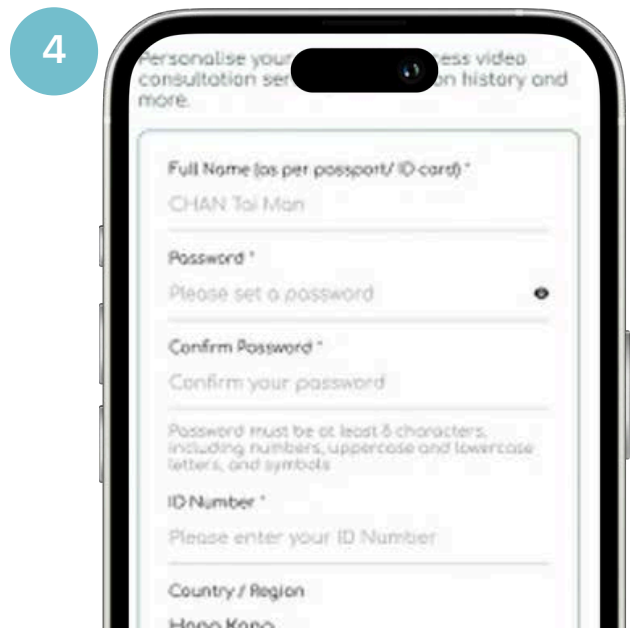 4
Personalise your ess video
consultation ser on history and
more.
Full Name (as per passport/ ID card) *
CHAN Tai Man
Password *
Please set a password
Confirm Password *
Confirm your password
Password must be at least 8 characters,
including numbers, uppercase and lowercase
letters, and symbols
ID Number *
Please enter your ID Number
Country / Region
Hong Kong